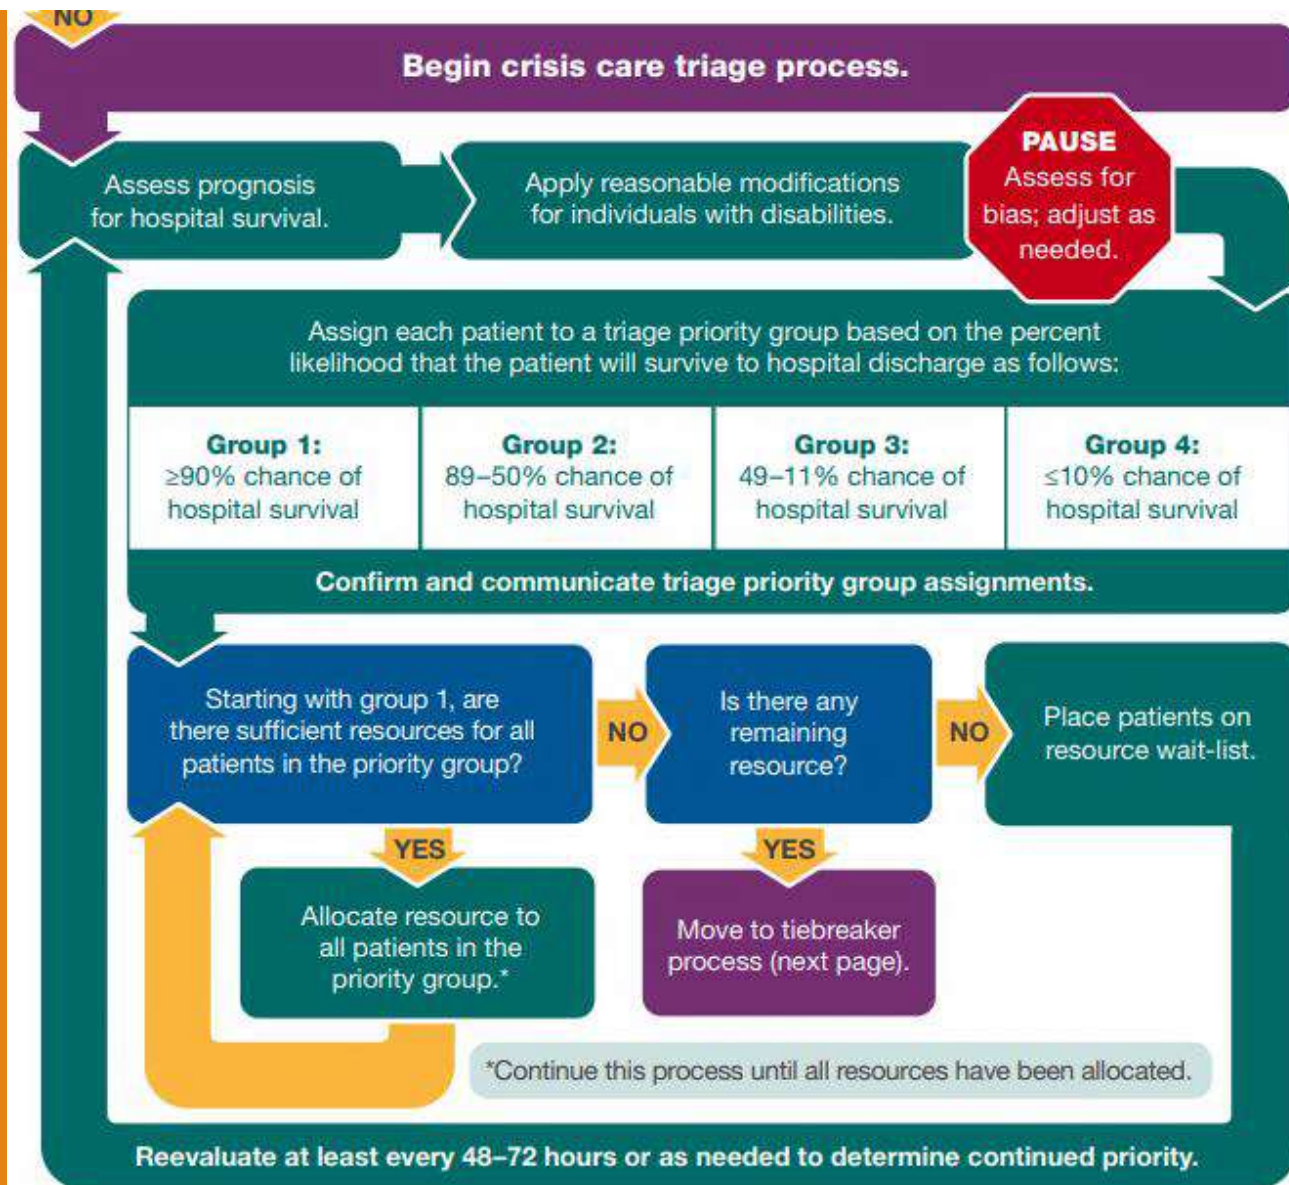 NO
Begin crisis care triage process.
Assess prognosis
for hospital survival.
Apply reasonable modifications
for individuals with disabilities.
PAUSE
Assess for
bias; adjust as
needed.
Assign each patient to a triage priority group based on the percent
likelihood that the patient will survive to hospital discharge as follows:
Group 1:
≥90% chance of
hospital survival
Group 2:
89–50% chance of
hospital survival
Group 3:
49–11% chance of
hospital survival
Group 4:
≤10% chance of
hospital survival
Confirm and communicate triage priority group assignments.
Starting with group 1, are
there sufficient resources for all
patients in the priority group?
NO
Is there any
remaining
resource?
NO
Place patients on
resource wait-list.
YES
YES
Allocate resource to
all patients in the
priority group.*
Move to tiebreaker
process (next page).
*Continue this process until all resources have been allocated.
Reevaluate at least every 48–72 hours or as needed to determine continued priority.